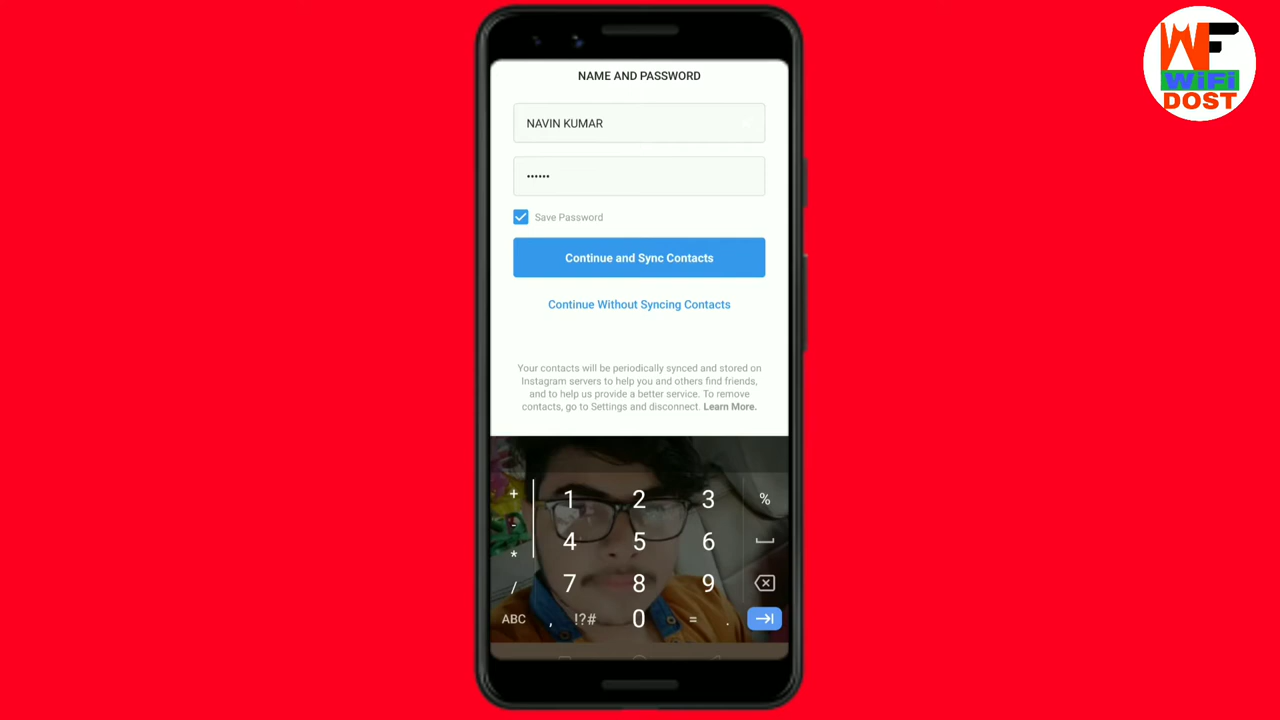 WF
WiFi
DOST
NAME AND PASSWORD
NAVIN KUMAR
••••••
Save Password
Continue and Sync Contacts
Continue Without Syncing Contacts
Your contacts will be periodically synced and stored on
Instagram servers to help you and others find friends,
and to help us provide a better service. To remove
contacts, go to Settings and disconnect. Learn More.
+ 1 2 3 %
-
4 5 6
*
/ 7 8 9
ABC , !?# 0 = .